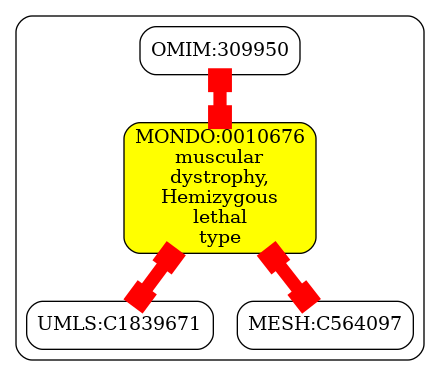 OMIM:309950
MONDO:0010676
muscular
dystrophy,
Hemizygous
lethal
type
UMLS:C1839671
MESH:C564097